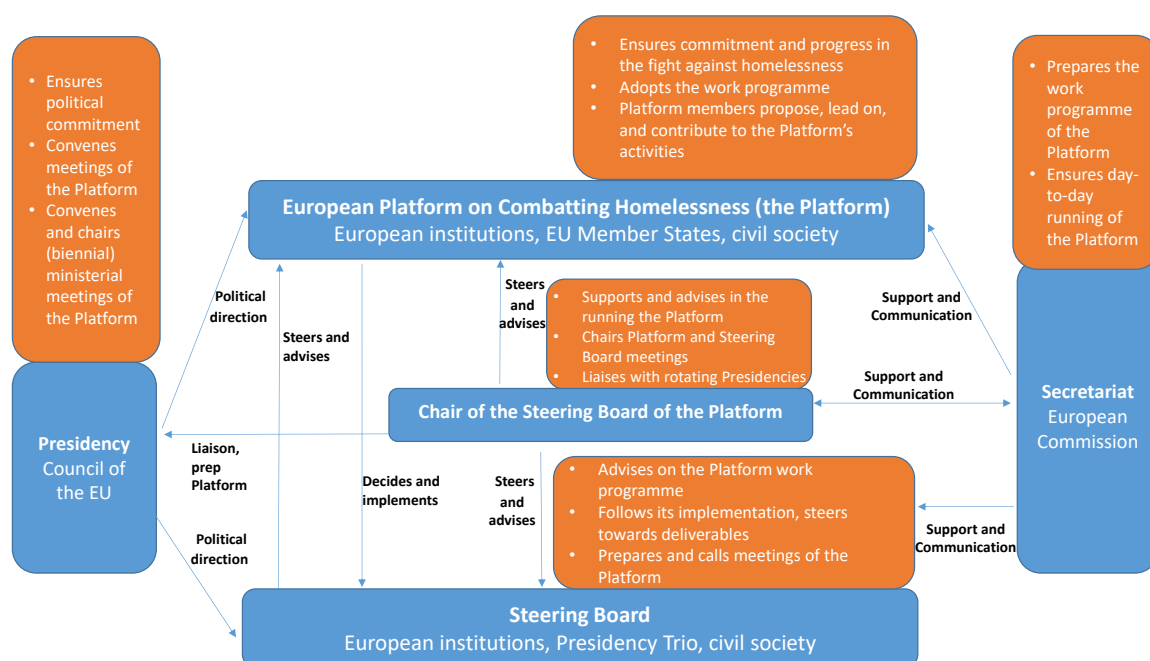 • Ensures
political
commitment
• Convenes
meetings of
the Platform
• Convenes
and chairs
(biennial)
ministerial
meetings of
the Platform
Presidency
Council of
the EU
• Ensures commitment and progress in
the fight against homelessness
• Adopts the work programme
• Platform members propose, lead on,
and contribute to the Platform's
activities
European Platform on Combatting Homelessness (the Platform)
European institutions, EU Member States, civil society
• Prepares the
work
programme
of the
Platform
• Ensures day-
to-day
running of
the Platform
Secretariat
European
Commission
Political
direction
Steers and
advises
Steers
and
advises
• Supports and advises in the
running the Platform
• Chairs Platform and Steering
Board meetings
• Liaises with rotating Presidencies
Support and
Communication
Chair of the Steering Board of the Platform
Support and
Communication
Liaison,
prep
Platform
Decides and
implements
Steers
and
advises
• Advises on the Platform work
programme
• Follows its implementation, steers
towards deliverables
• Prepares and calls meetings of the
Platform
Support and
Communication
Political
direction
Steering Board
European institutions, Presidency Trio, civil society